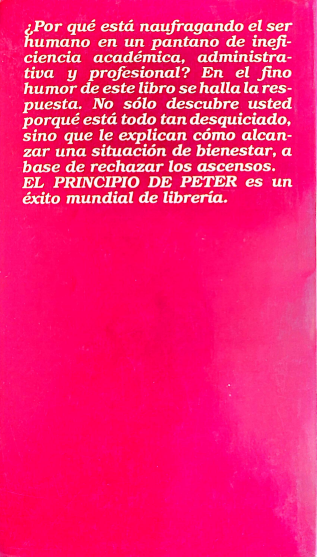 ¿Por qué está naufragando el ser
humano en un pantano de inefi-
ciencia académica, administra-
tiva y profesional? En el fino
humor de este libro se halla la res-
puesta. No sólo descubre usted
porqué está todo tan desquiciado,
sino que le explican cómo alcan-
zar una situación de bienestar, a
base de rechazar los ascensos.
EL PRINCIPIO DE PETER es un
éxito mundial de librería.